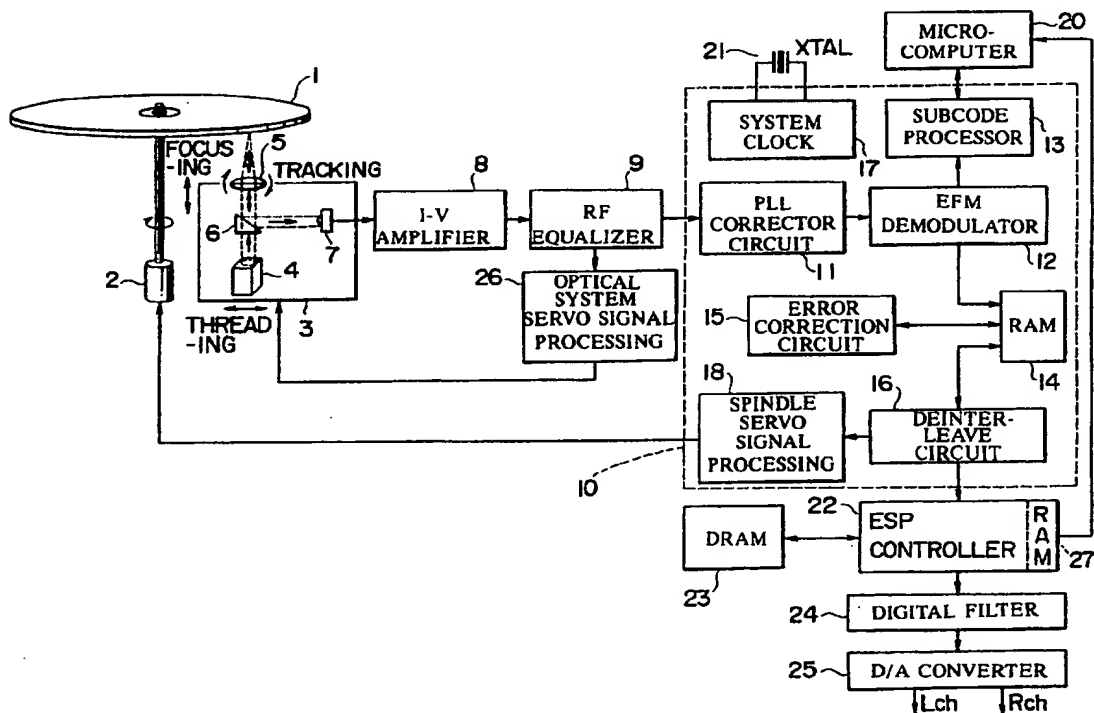 MICRO-
COMPUTER
20
21
XTAL
1
SYSTEM
CLOCK
17
SUBCODE
PROCESSOR
13
FOCUS
-ING
5
TRACKING
8
I-V
AMPLIFIER
9
RF
EQUALIZER
PLL
CORRECTOR
CIRCUIT
11
EFM
DEMODULATOR
12
6
7
2
4
THREAD
-ING
3
26
OPTICAL
SYSTEM
SERVO SIGNAL
PROCESSING
15
ERROR
CORRECTION
CIRCUIT
RAM
14
18
SPINDLE
SERVO
SIGNAL
PROCESSING
16
DEINTER-
LEAVE
CIRCUIT
10
DRAM
23
22
ESP
CONTROLLER
RAM
27
24
DIGITAL FILTER
25
D/A CONVERTER
Lch
Rch